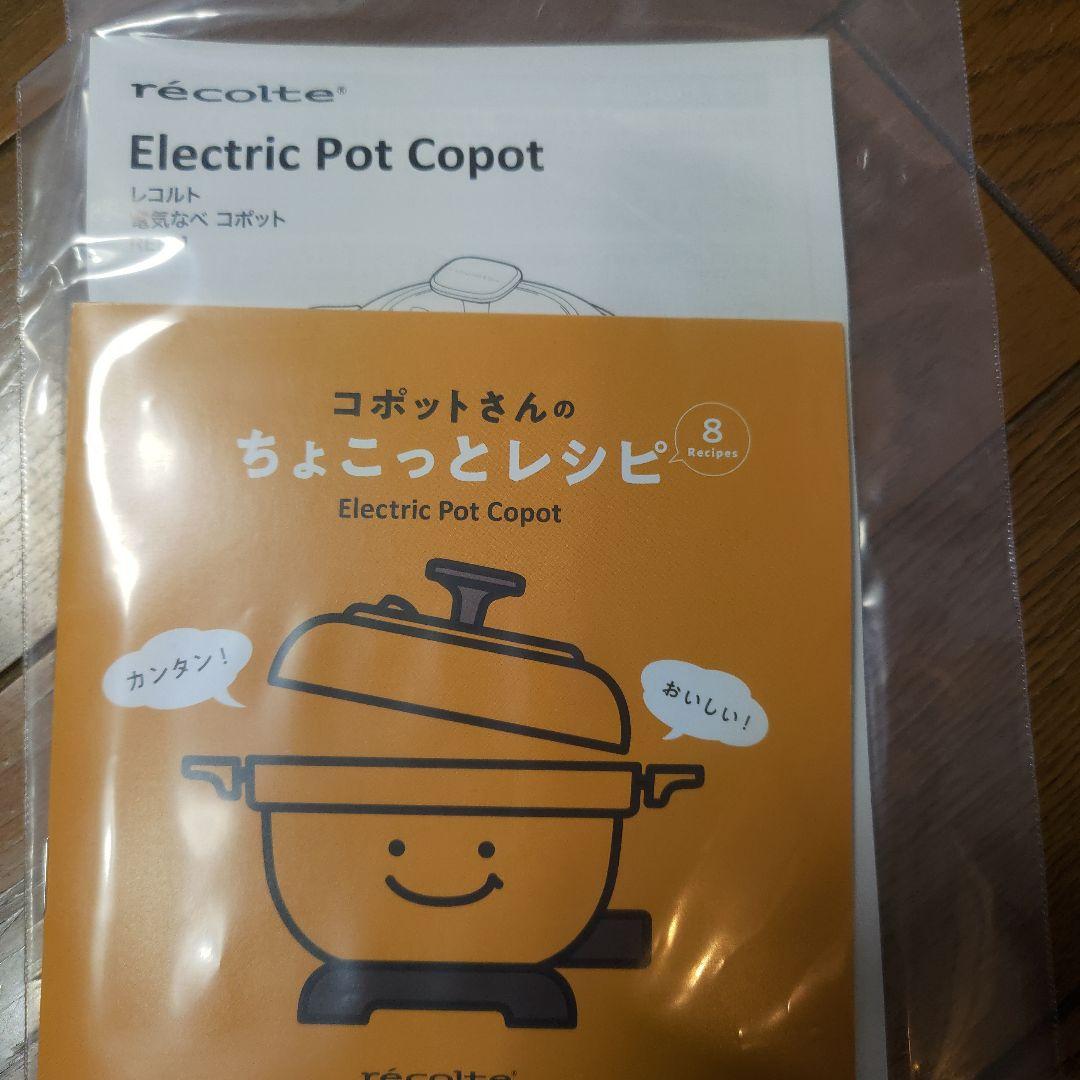 récolte®
Electric Pot Copot
レコルト
電気なべ コポット
コポットさんの
ちょこっとレシピ
8
Recipes
Electric Pot Copot
カンタン！
おいしい！
récolte®